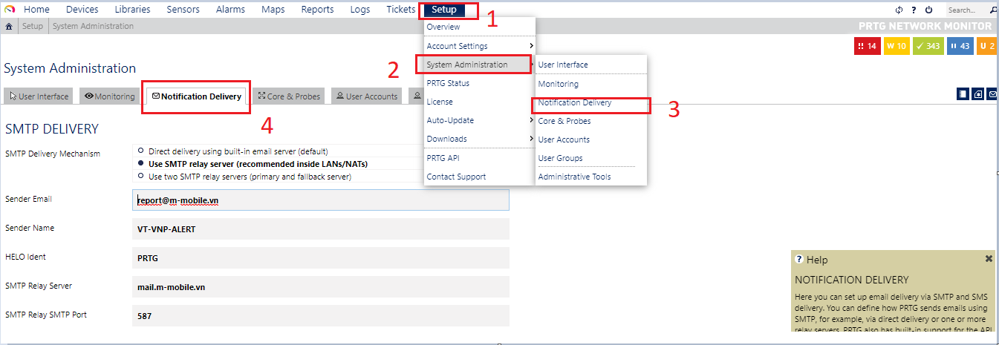 Home Devices Libraries Sensors Alarms Maps Reports Logs Tickets Setup 1 ? Search...
Setup System Administration
PRTG NETWORK MONITOR
!! 14 W 10 343 II 43 U 2
Overview
Account Settings
System Administration
PRTG Status
License
Auto-Update
Downloads
PRTG API
Contact Support
User Interface
Monitoring
Notification Delivery
Core & Probes
User Accounts
User Groups
Administrative Tools
2
3
System Administration
User Interface Monitoring Notification Delivery Core & Probes User Accounts
4
SMTP DELIVERY
SMTP Delivery Mechanism
Direct delivery using built-in email server (default)
Use SMTP relay server (recommended inside LANs/NATs)
Use two SMTP relay servers (primary and fallback server)
Sender Email report@m-mobile.vn
Sender Name VT-VNP-ALERT
HELO Ident PRTG
SMTP Relay Server mail.m-mobile.vn
SMTP Relay SMTP Port 587
? Help
NOTIFICATION DELIVERY
Here you can set up email delivery via SMTP and SMS
delivery. You can define how PRTG sends emails using
SMTP, for example, via direct delivery or one or more
relay servers. PRTG also has built-in support for the API